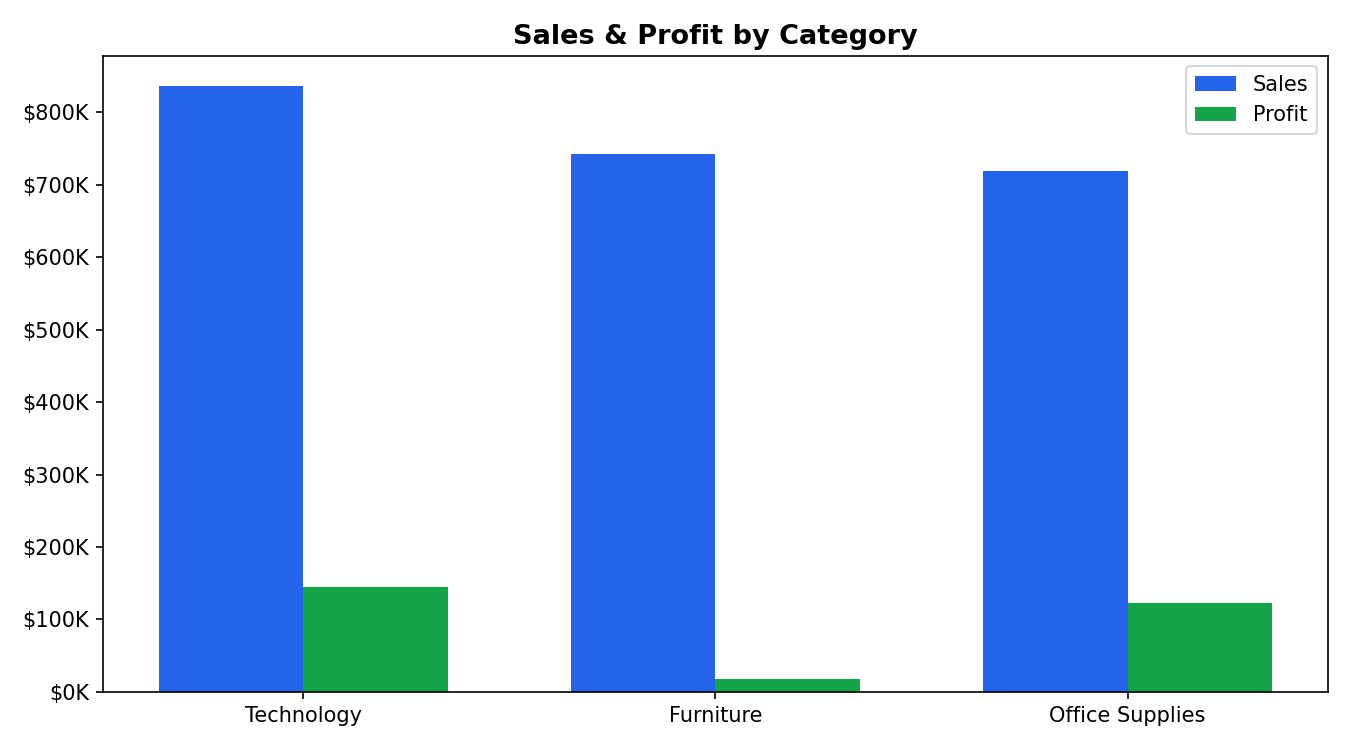 Sales & Profit by Category
Sales
Profit
$800K
$700K
$600K
$500K
$400K
$300K
$200K
$100K
$0K
Technology
Furniture
Office Supplies